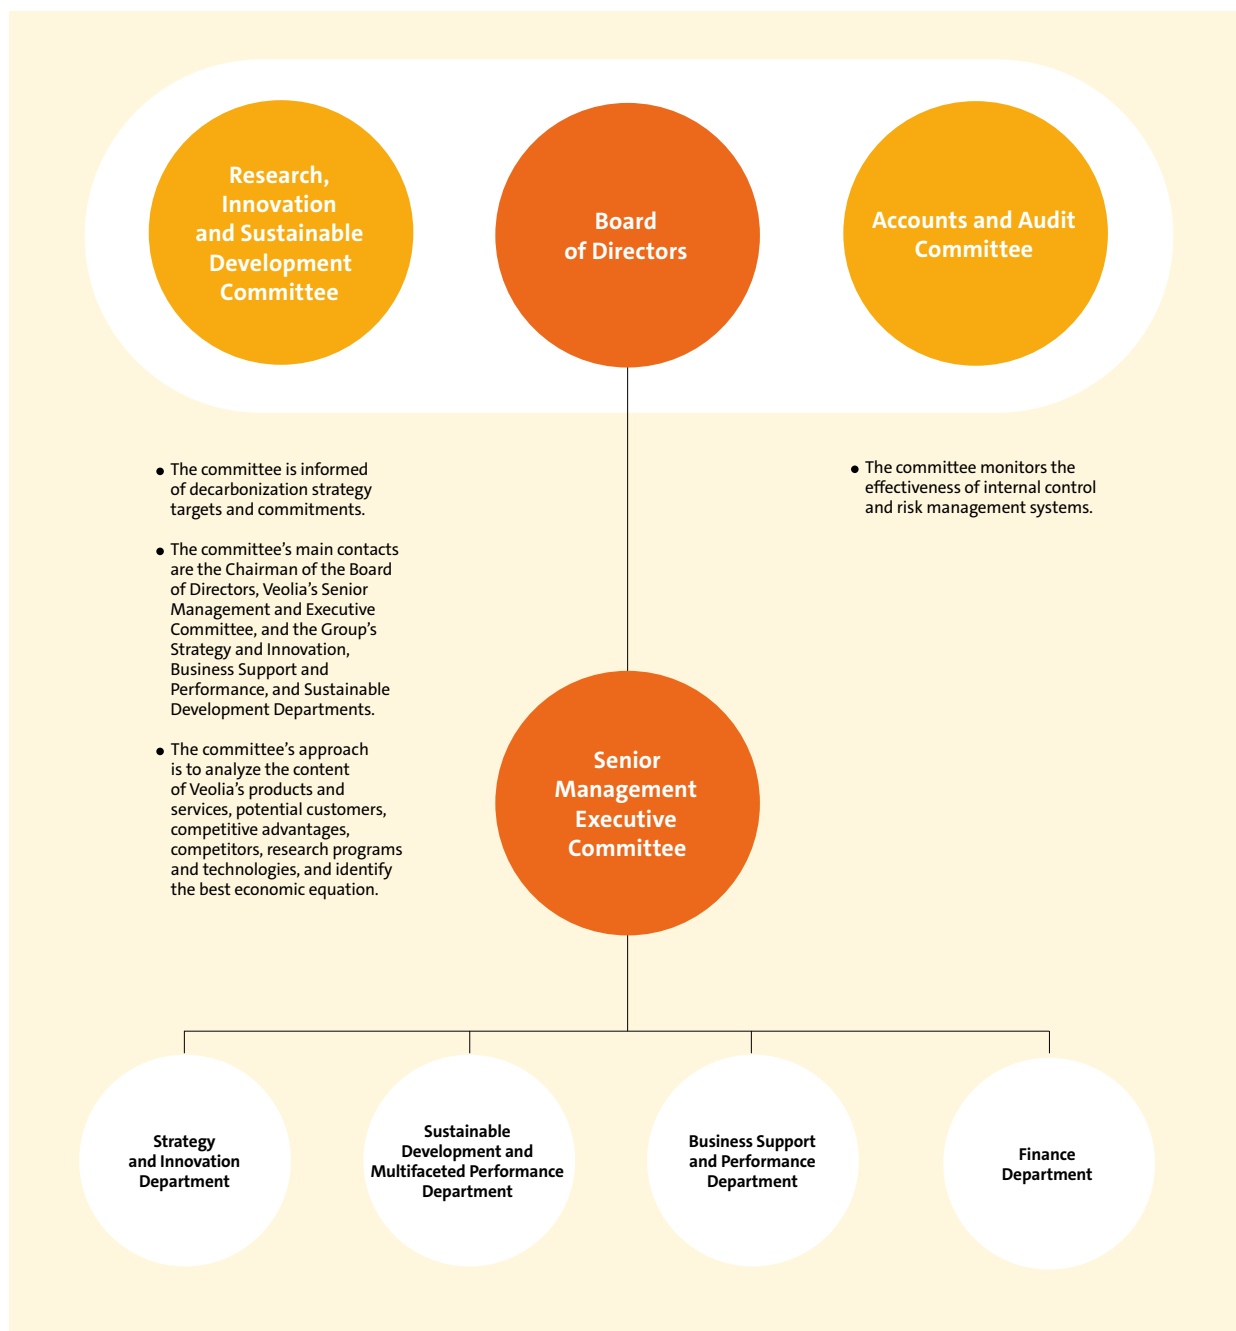 Research,
Innovation
and Sustainable
Development
Committee
Board
of Directors
Accounts and Audit
Committee
● The committee is informed
of decarbonization strategy
targets and commitments.
● The committee's main contacts
are the Chairman of the Board
of Directors, Veolia's Senior
Management and Executive
Committee, and the Group's
Strategy and Innovation,
Business Support and
Performance, and Sustainable
Development Departments.
● The committee's approach
is to analyze the content
of Veolia's products and
services, potential customers,
competitive advantages,
competitors, research programs
and technologies, and identify
the best economic equation.
● The committee monitors the
effectiveness of internal control
and risk management systems.
Senior
Management
Executive
Committee
Strategy
and Innovation
Department
Sustainable
Development and
Multifaceted Performance
Department
Business Support
and Performance
Department
Finance
Department